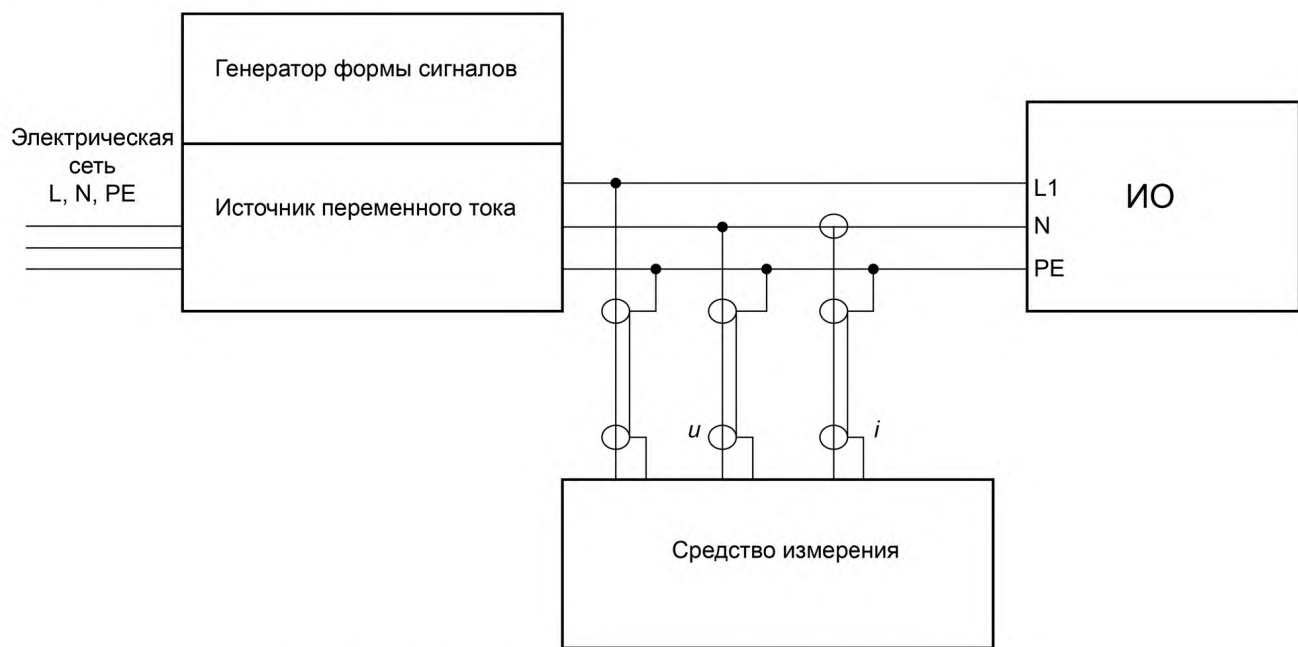 Генератор формы сигналов
Электрическая
сеть
L, N, PE
Источник переменного тока
L1
N
PE
ИО
u
i
Средство измерения